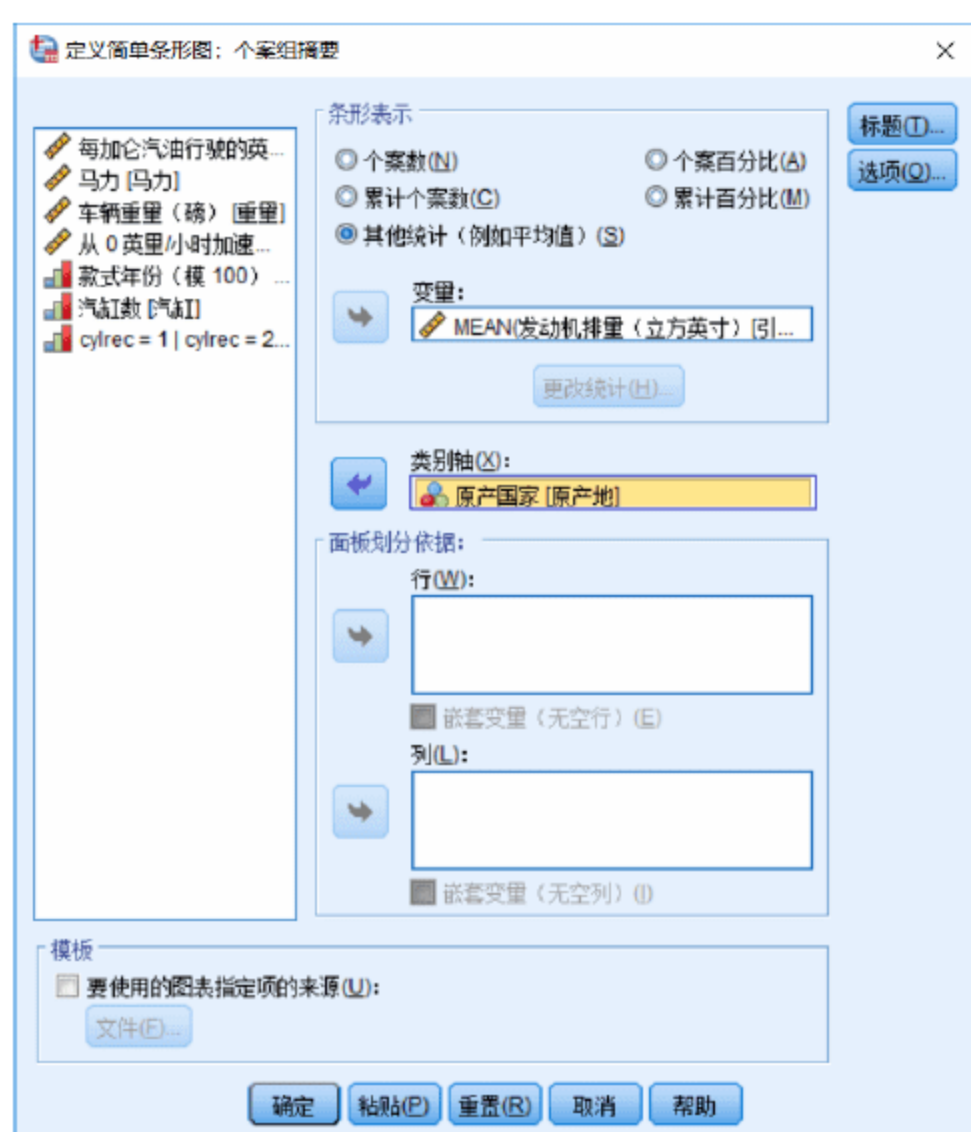 定义简单条形图：个案组摘要
每加仑汽油行驶的英...
马力 [马力]
车辆重量（磅） [重量]
从 0 英里/小时加速...
款式年份（模 100） ...
汽缸数 [汽缸]
cylrec = 1 | cylrec = 2...
条形表示
个案数(N)
个案百分比(A)
累计个案数(C)
累计百分比(M)
其他统计（例如平均值）(S)
变量：
MEAN(发动机排量（立方英寸）[引...
更改统计(H)...
类别轴(X)：
原产国家 [原产地]
面板划分依据：
行(W)：
嵌套变量（无空行）(E)
列(L)：
嵌套变量（无空列）(I)
标题(T)...
选项(O)...
模板
要使用的图表指定项的来源(U)：
文件(F)...
确定
粘贴(P)
重置(R)
取消
帮助